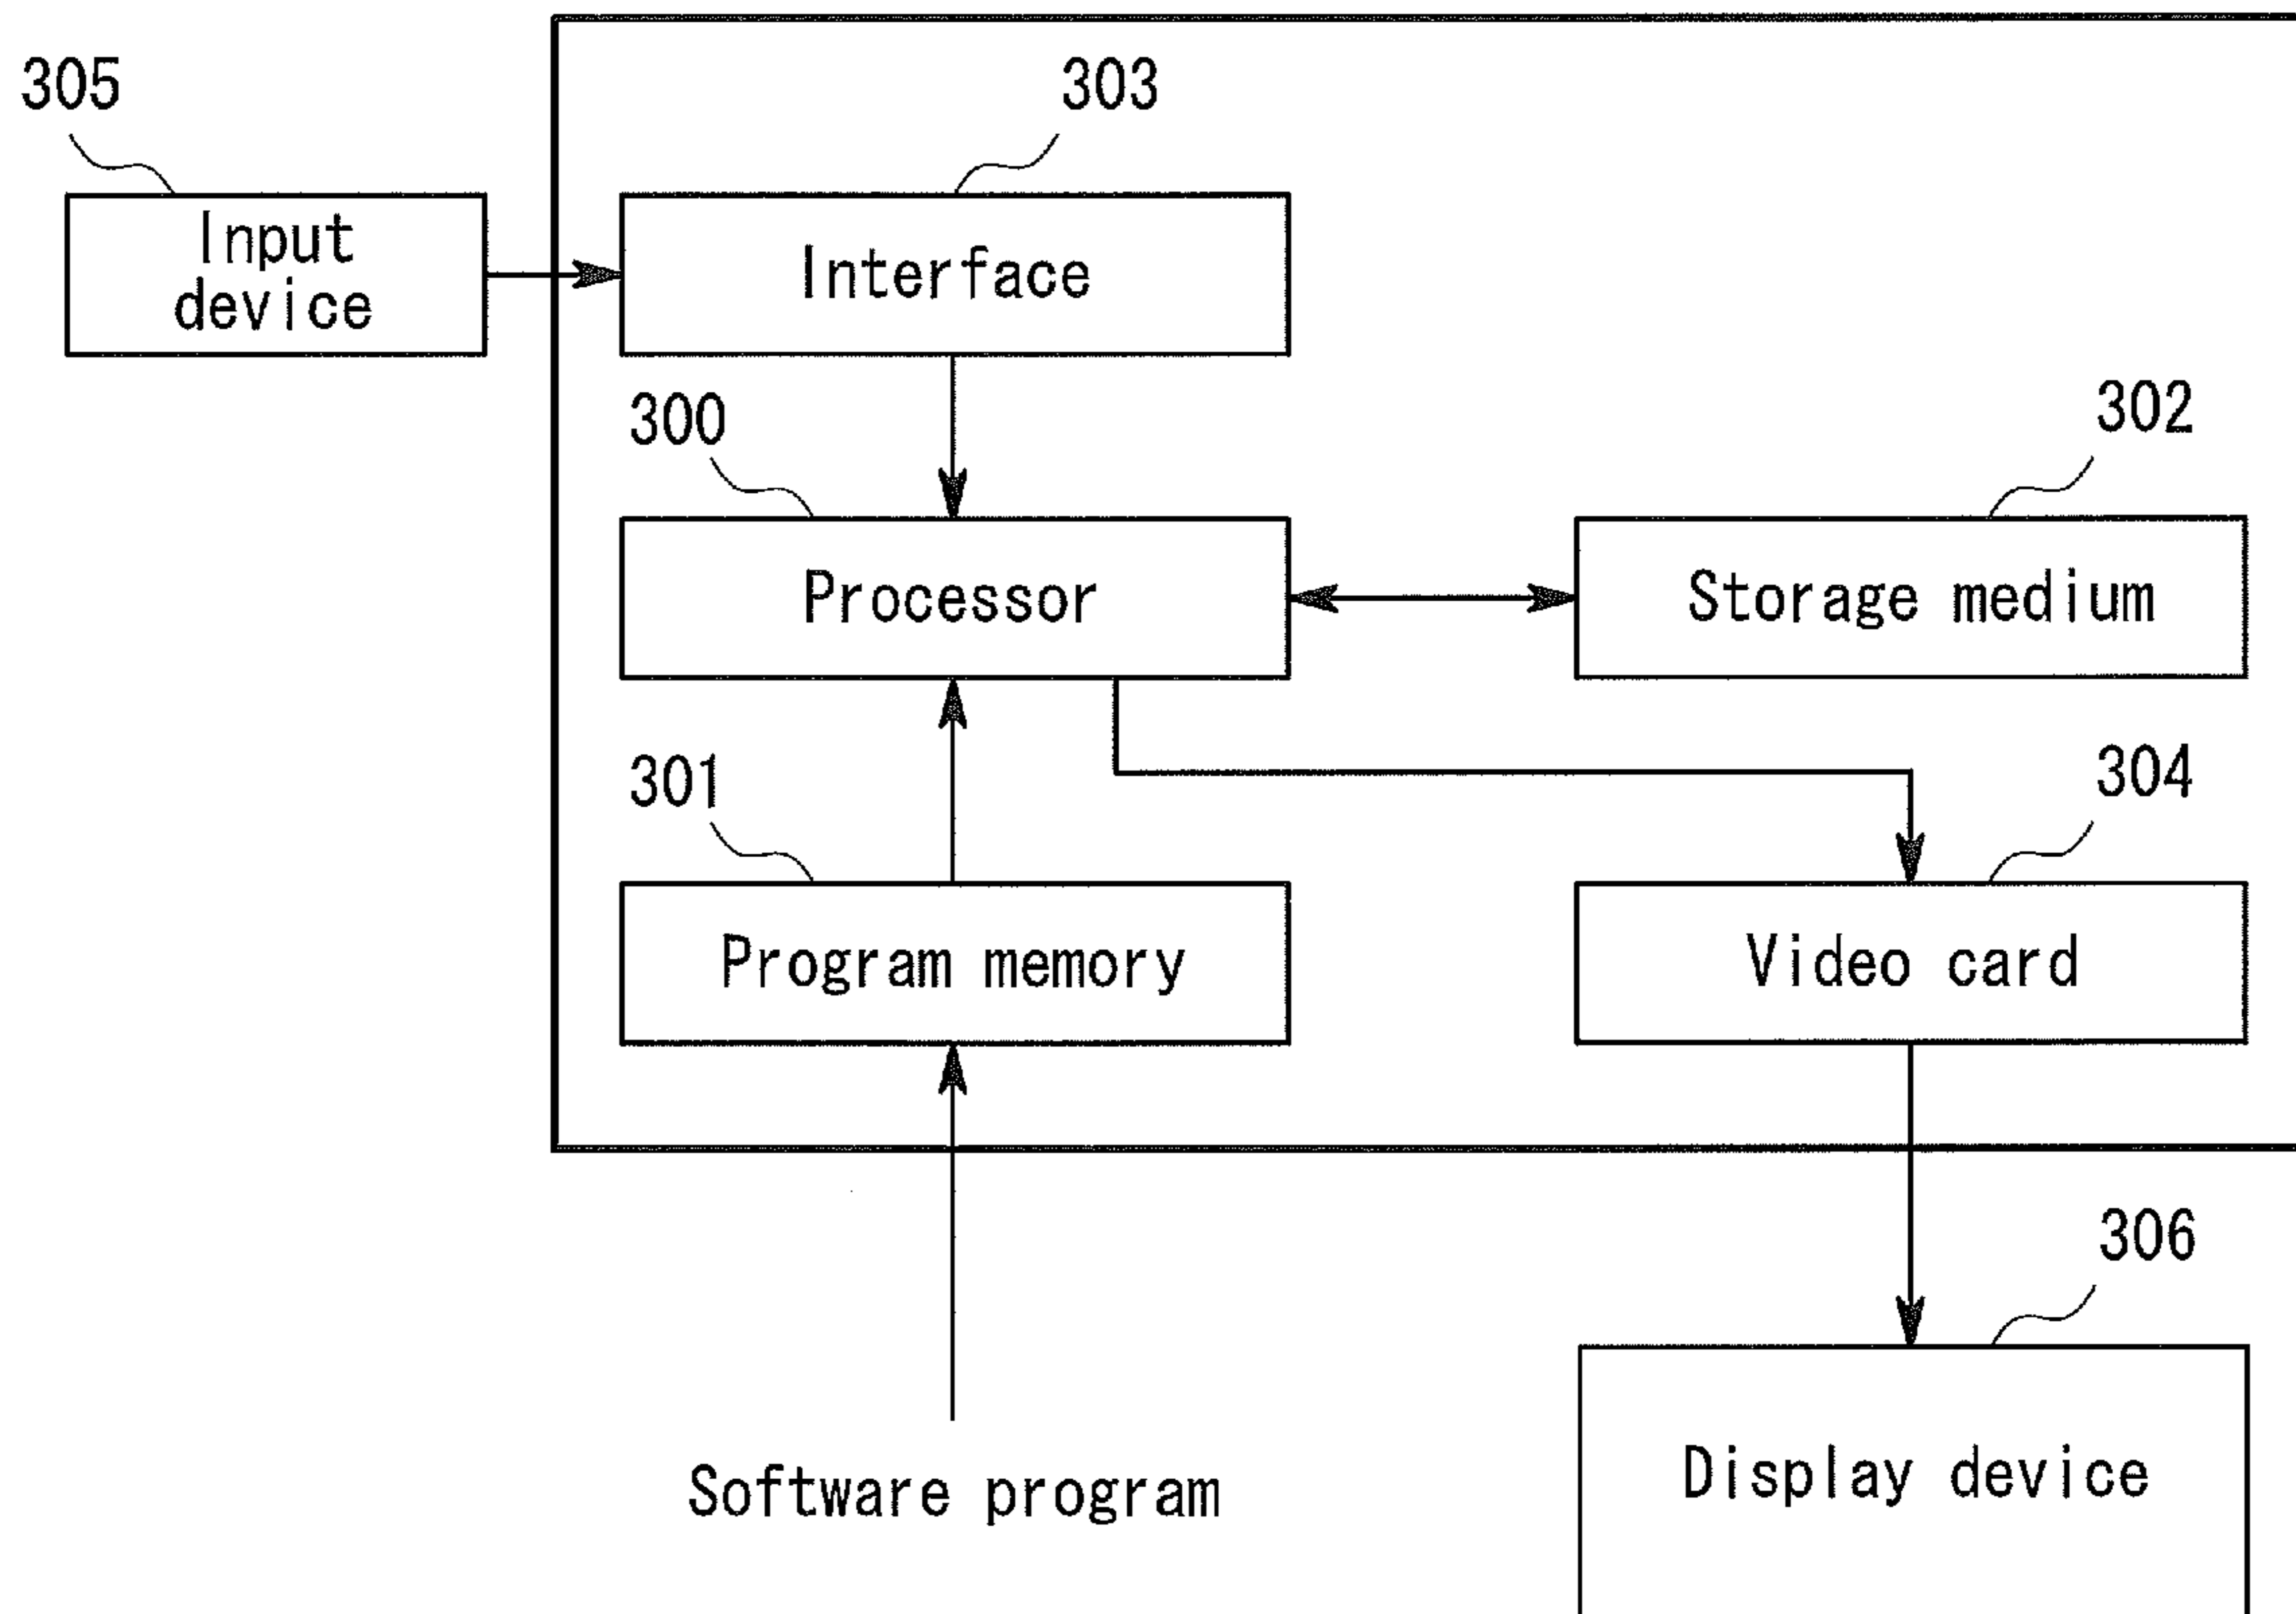 305
303
Input
device
Interface
300
302
Processor
Storage medium
301
304
Program memory
Video card
306
Software program
Display device